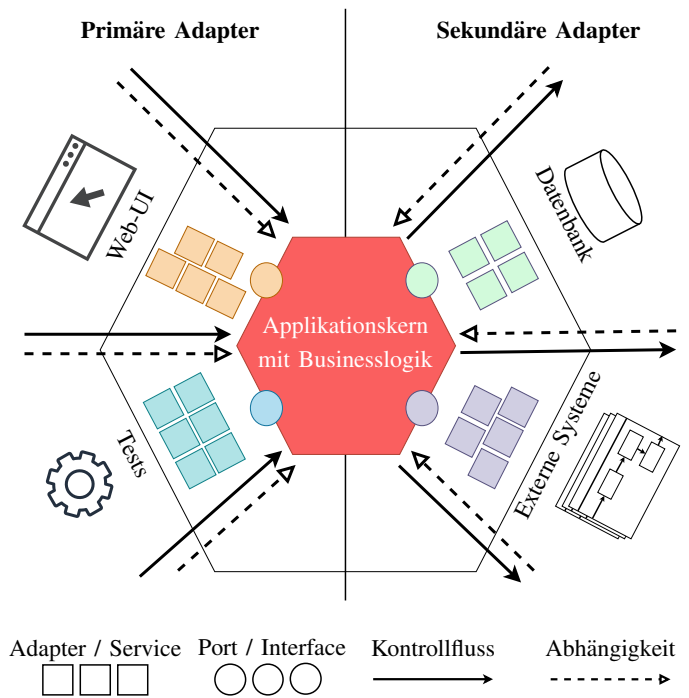 Primäre Adapter
Sekundäre Adapter
Web-UI
Datenbank
Applikationskern
mit Businesslogik
Tests
Externe Systeme
Adapter / Service
Port / Interface
Kontrollfluss
Abhängigkeit